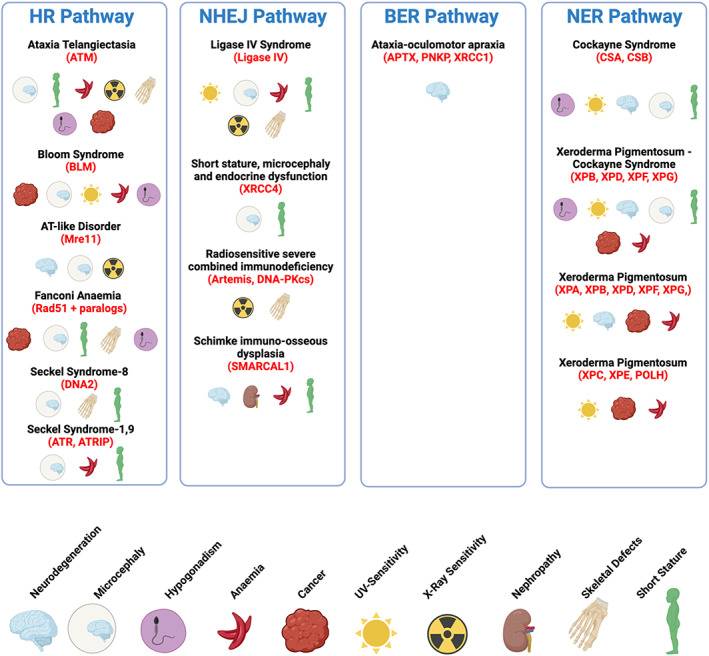 HR Pathway
Ataxia Telangiectasia
(ATM)
Bloom Syndrome
(BLM)
AT-like Disorder
(Mre11)
Fanconi Anaemia
(Rad51 + paralogs)
Seckel Syndrome-8
(DNA2)
Seckel Syndrome-1,9
(ATR, ATRIP)
NHEJ Pathway
Ligase IV Syndrome
(Ligase IV)
Short stature, microcephaly
and endocrine dysfunction
(XRCC4)
Radiosensitive severe
combined immunodeficiency
(Artemis, DNA-PKcs)
Schimke immuno-osseous
dysplasia
(SMARCAL1)
BER Pathway
Ataxia-oculomotor apraxia
(APTX, PNKP, XRCC1)
NER Pathway
Cockayne Syndrome
(CSA, CSB)
Xeroderma Pigmentosum -
Cockayne Syndrome
(XPB, XPD, XPF, XPG)
Xeroderma Pigmentosum
(XPA, XPB, XPD, XPF, XPG,)
Xeroderma Pigmentosum
(XPC, XPE, POLH)
Neurodegeneration
Microcephaly
Hypogonadism
Anaemia
Cancer
UV-Sensitivity
X-Ray Sensitivity
Nephropathy
Skeletal Defects
Short Stature